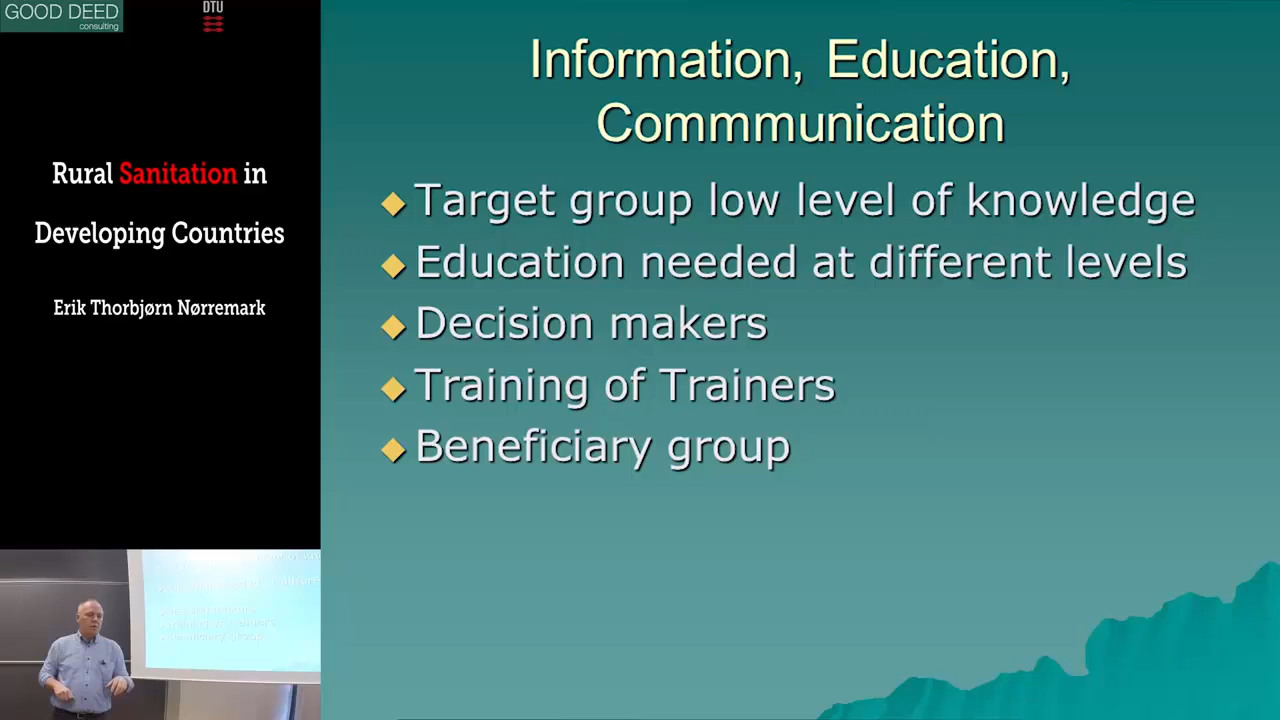 GOOD DEED
consulting
DTU
Rural Sanitation in
Developing Countries
Erik Thorbjørn Nørremark
Information, Education,
Commmunication
Target group low level of knowledge
Education needed at different levels
Decision makers
Training of Trainers
Beneficiary group